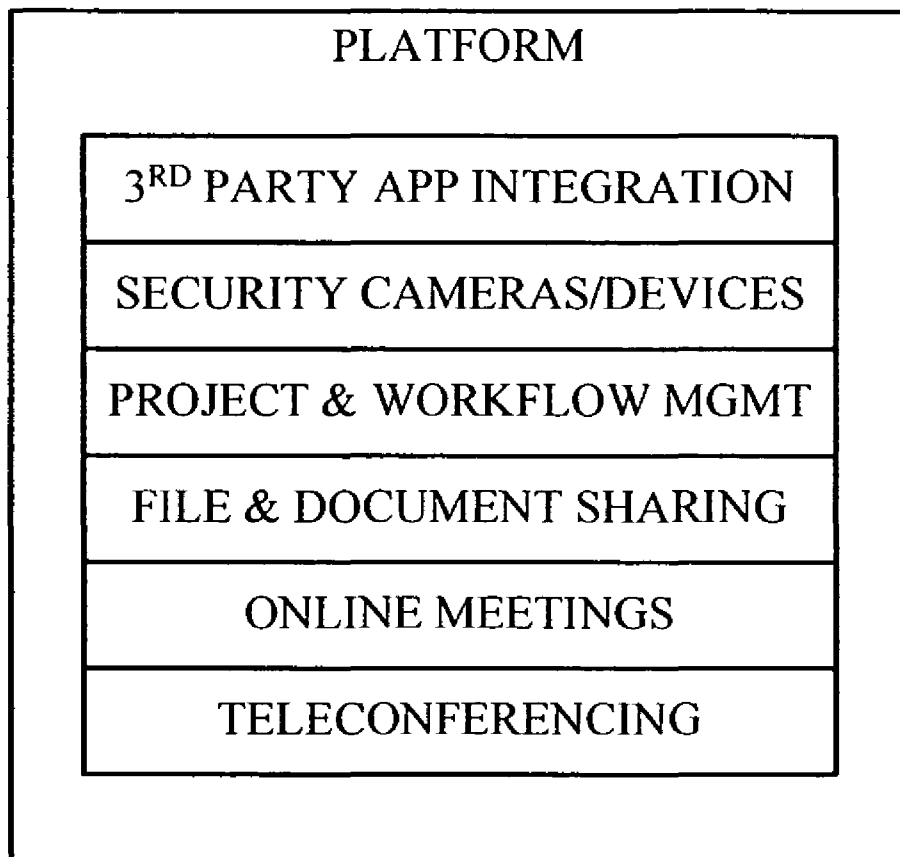 PLATFORM
3RD PARTY APP INTEGRATION
SECURITY CAMERAS/DEVICES
PROJECT & WORKFLOW MGMT
FILE & DOCUMENT SHARING
ONLINE MEETINGS
TELECONFERENCING